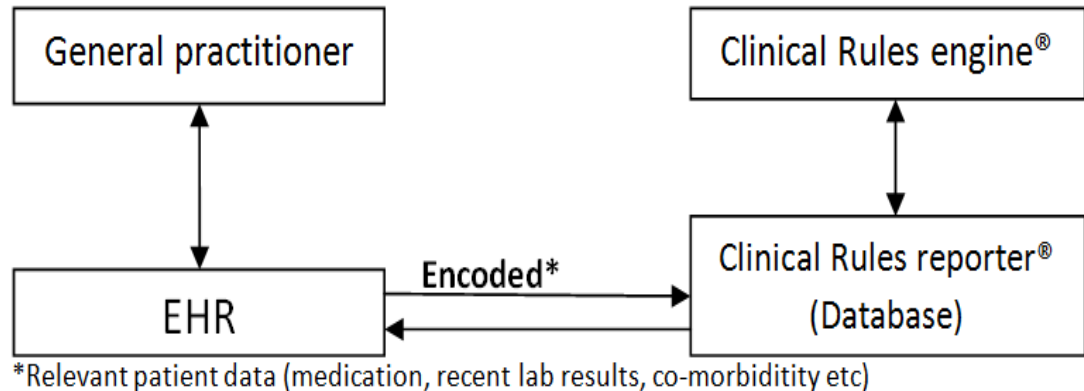 General practitioner
Clinical Rules engine®
Encoded*
EHR
Clinical Rules reporter®
(Database)
*Relevant patient data (medication, recent lab results, co-morbiditity etc)